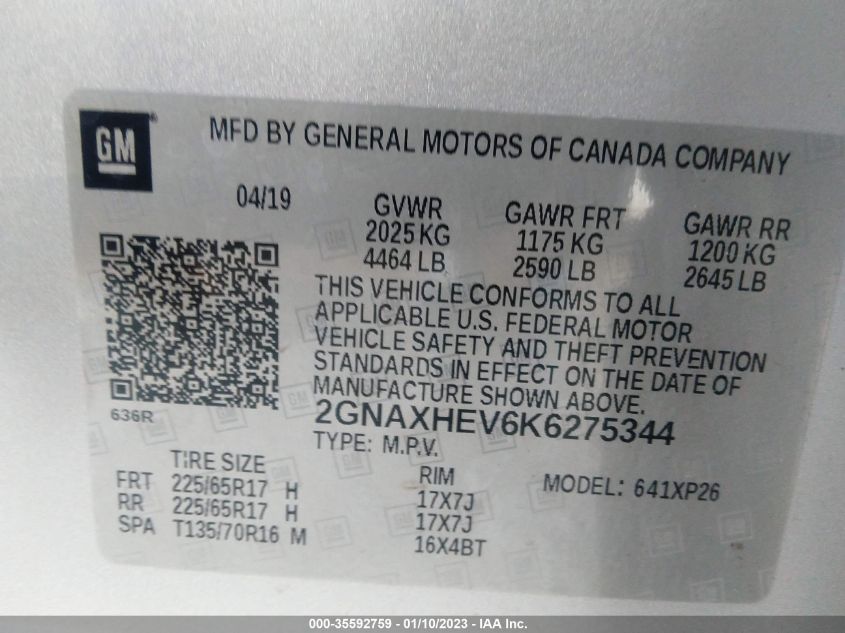 GM
MFD BY GENERAL MOTORS OF CANADA COMPANY
04/19
GVWR
2025 KG
4464 LB
GAWR FRT
1175 KG
2590 LB
GAWR RR
1200 KG
2645 LB
THIS VEHICLE CONFORMS TO ALL
APPLICABLE U.S. FEDERAL MOTOR
VEHICLE SAFETY AND THEFT PREVENTION
STANDARDS IN EFFECT ON THE DATE OF
MANUFACTURE SHOWN ABOVE.
636R
2GNAXHEV6K6275344
TYPE: M.P.V.
MODEL: 641XP26
TIRE SIZE RIM
FRT 225/65R17 H 17X7J
RR 225/65R17 H 17X7J
SPA T135/70R16 M 16X4BT
000-35592759 - 01/10/2023 - IAA Inc.